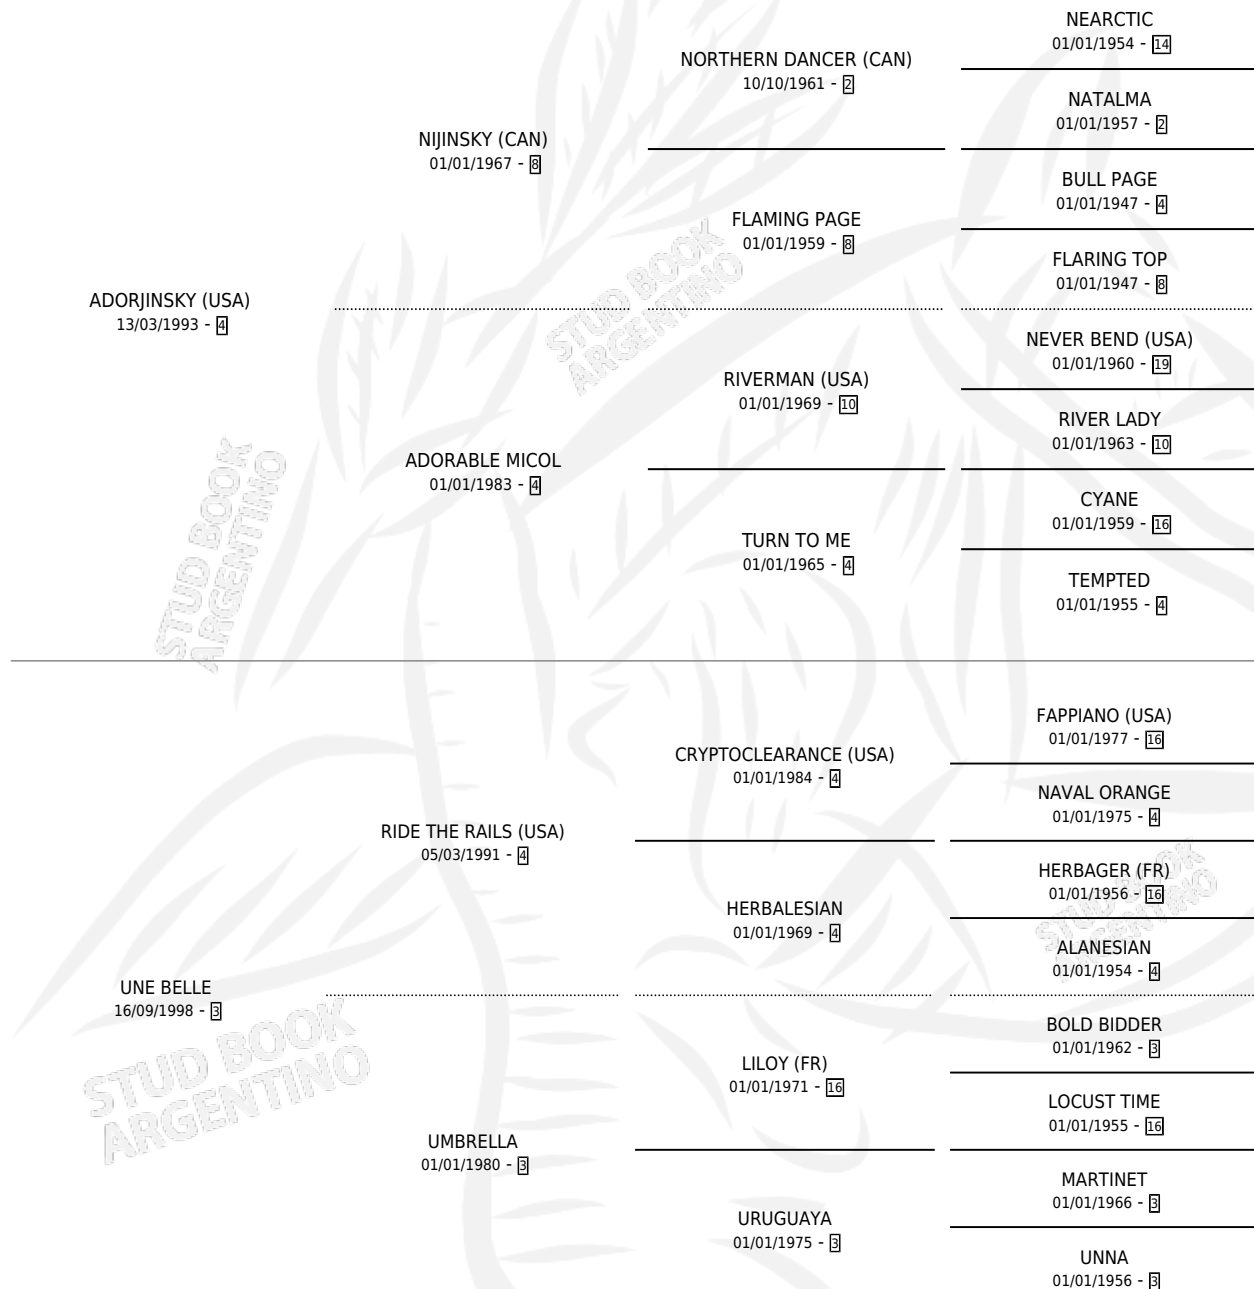 NEARCTIC
01/01/1954 - 14
NORTHERN DANCER (CAN)
10/10/1961 - 2
NATALMA
01/01/1957 - 2
NIJINSKY (CAN)
01/01/1967 - 8
BULL PAGE
01/01/1947 - 4
FLAMING PAGE
01/01/1959 - 8
FLARING TOP
01/01/1947 - 8
ADORJINSKY (USA)
13/03/1993 - 4
STUD BOOK
ARGENTINO
NEVER BEND (USA)
01/01/1960 - 19
RIVERMAN (USA)
01/01/1969 - 10
RIVER LADY
01/01/1963 - 10
ADORABLE MICOL
01/01/1983 - 4
CYANE
01/01/1959 - 16
TURN TO ME
01/01/1965 - 4
TEMPTED
01/01/1955 - 4
STUD BOOK
ARGENTINO
FAPPIANO (USA)
01/01/1977 - 16
CRYPTOCLEARANCE (USA)
01/01/1984 - 4
NAVAL ORANGE
01/01/1975 - 4
RIDE THE RAILS (USA)
05/03/1991 - 4
HERBAGER (FR)
01/01/1956 - 16
HERBALESIAN
01/01/1969 - 4
STUD BOOK
ARGENTINO
ALANESIAN
01/01/1954 - 4
UNE BELLE
16/09/1998 - 3
STUD BOOK
ARGENTINO
BOLD BIDDER
01/01/1962 - 3
LILOY (FR)
01/01/1971 - 16
LOCUST TIME
01/01/1955 - 16
UMBRELLA
01/01/1980 - 3
MARTINET
01/01/1966 - 3
URUGUAYA
01/01/1975 - 3
UNNA
01/01/1956 - 3